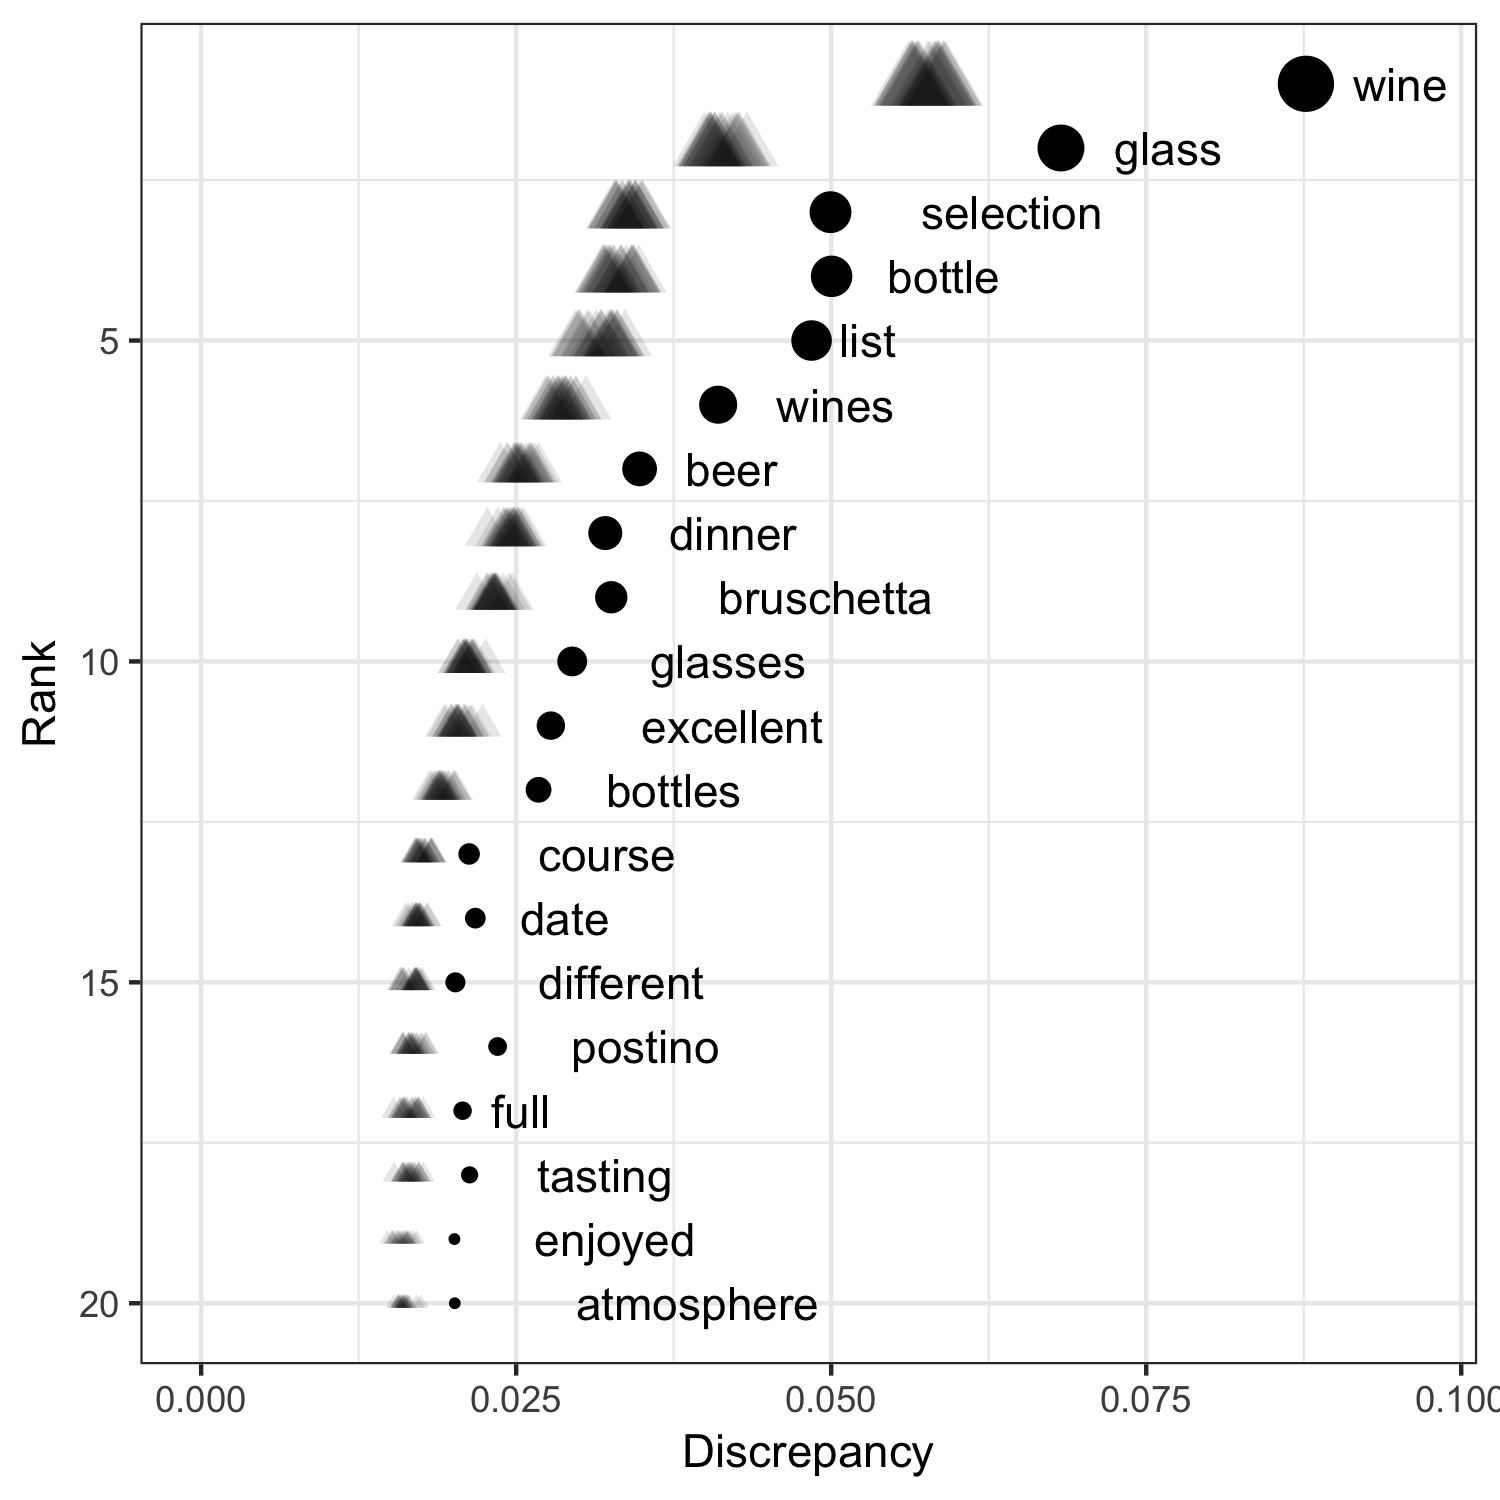 wine
glass
selection
bottle
5
list
wines
beer
dinner
bruschetta
10
glasses
excellent
bottles
course
date
15
different
postino
full
tasting
enjoyed
20
atmosphere
Rank
0.000
0.025
0.050
0.075
0.100
Discrepancy